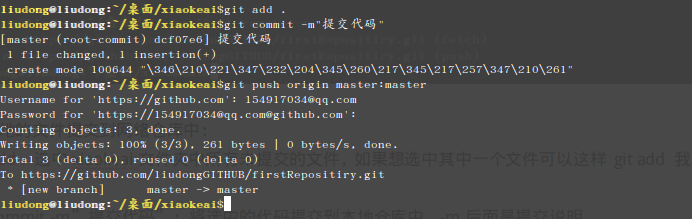 liudong@liudong:~/桌面/xiaokeai$git add .
liudong@liudong:~/桌面/xiaokeai$git commit -m"提交代码"
[master (root-commit) dcf07e6] 提交代码
1 file changed, 1 insertion(+)
create mode 100644 "\346\210\221\347\232\204\345\260\217\345\217\257\347\210\261"
liudong@liudong:~/桌面/xiaokeai$git push origin master:master
Username for 'https://github.com': 154917034@qq.com
Password for 'https://154917034@qq.com@github.com':
Counting objects: 3, done.
Writing objects: 100% (3/3), 261 bytes | 0 bytes/s, done.
Total 3 (delta 0), reused 0 (delta 0)
To https://github.com/liudongGITHUB/firstRepositiry.git
* [new branch] master -> master
liudong@liudong:~/桌面/xiaokeai$